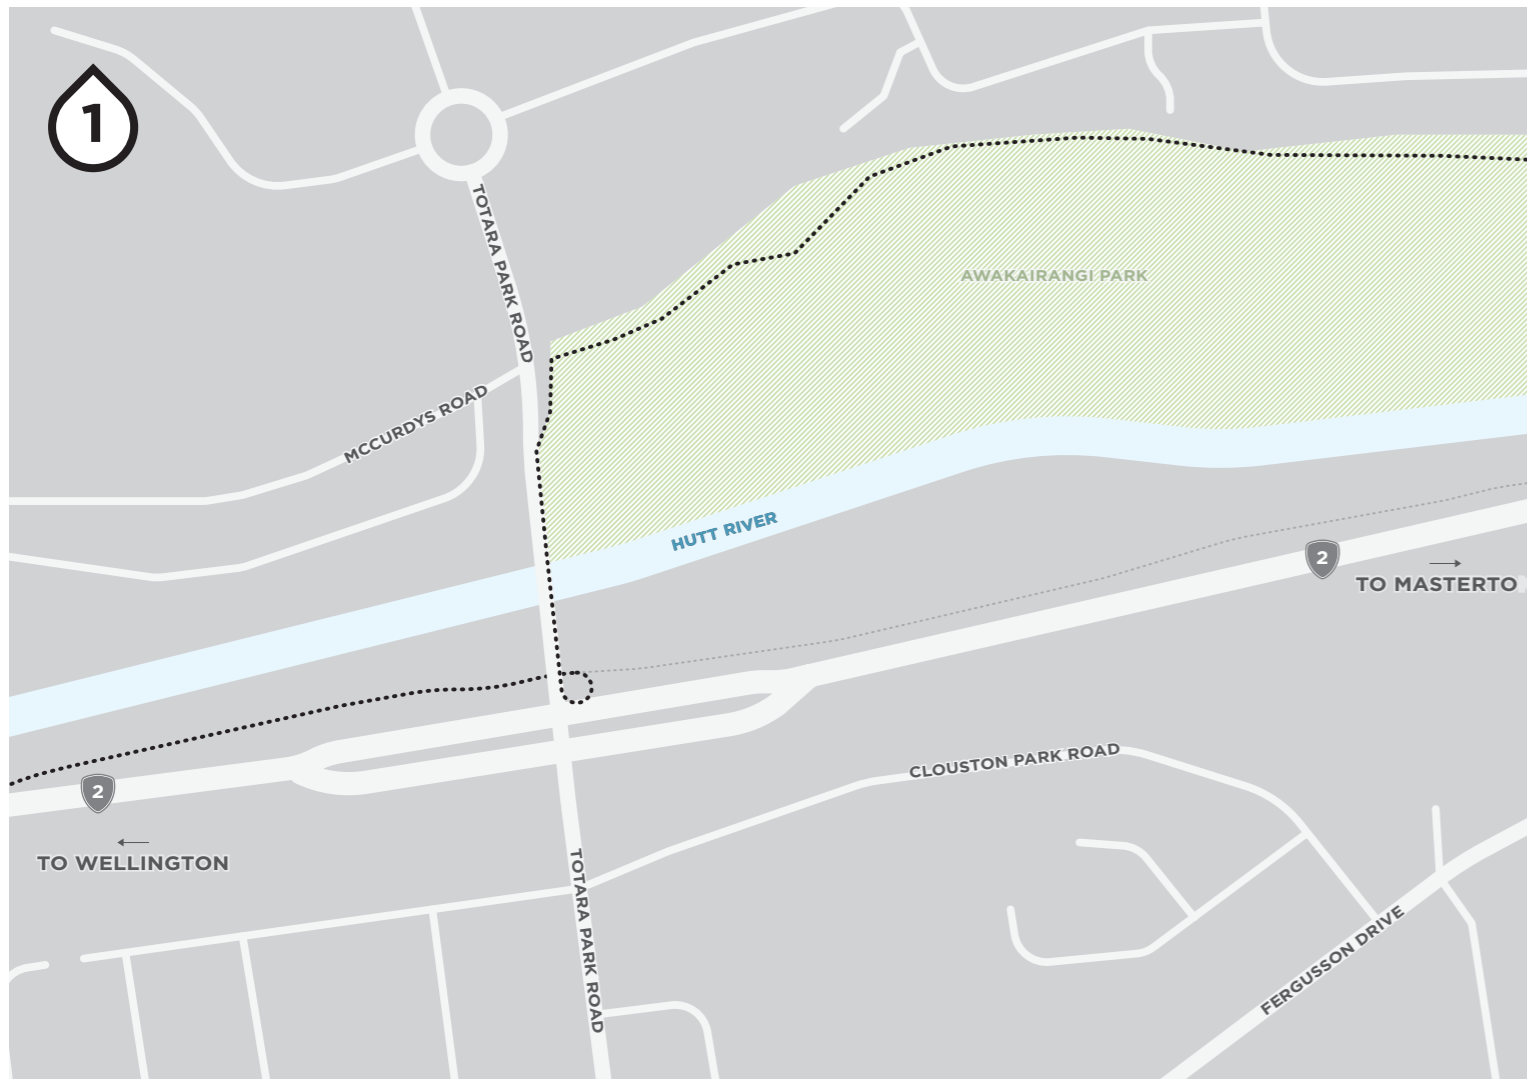 1
TOTARA PARK ROAD
AWAKAIRANGI PARK
MCCURDYS ROAD
HUTT RIVER
2
TO MASTERTO
CLOUSTON PARK ROAD
2
TO WELLINGTON
TOTARA PARK ROAD
FERGUSSON DRIVE